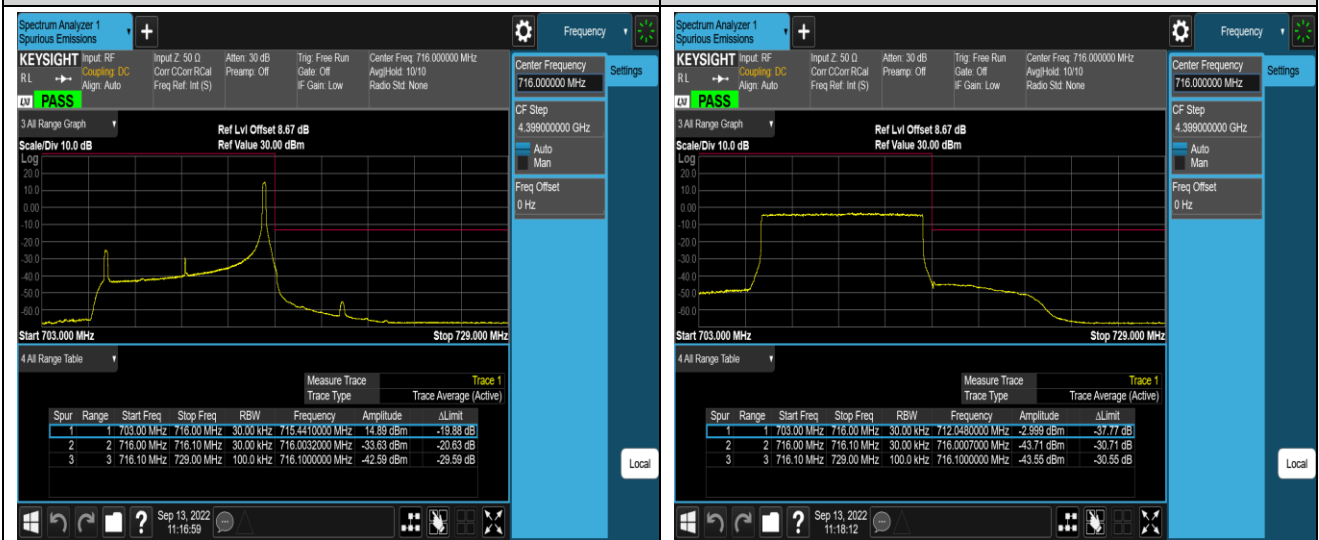 Spectrum Analyzer 1
Spurious Emissions
+
Frequency
KEYSIGHT
RL
Input: RF
Coupling: DC
Align: Auto
Input Z: 50 Ω
Corr CCorr RCal
Freq Ref: Int (S)
Atten: 30 dB
Preamp: Off
Trig: Free Run
Gate: Off
IF Gain: Low
Center Freq: 716.000000 MHz
Avg|Hold: 10/10
Radio Std: None
LXI PASS
3 All Range Graph
Ref Lvl Offset 8.67 dB
Scale/Div 10.0 dB
Ref Value 30.00 dBm
Log
20.0
10.0
0.00
-10.0
-20.0
-30.0
-40.0
-50.0
-60.0
Start 703.000 MHz
Stop 729.000 MHz
4 All Range Table
Measure Trace Trace 1
Trace Type Trace Average (Active)
Spur Range Start Freq Stop Freq RBW Frequency Amplitude ΔLimit
1 1 703.00 MHz 716.00 MHz 30.00 kHz 715.4410000 MHz 14.89 dBm -19.88 dB
2 2 716.00 MHz 716.10 MHz 30.00 kHz 716.0032000 MHz -33.63 dBm -20.63 dB
3 3 716.10 MHz 729.00 MHz 100.0 kHz 716.1000000 MHz -42.59 dBm -29.59 dB
?
Sep 13, 2022
11:16:59
Center Frequency
716.000000 MHz
Settings
CF Step
4.399000000 GHz
Auto
Man
Freq Offset
0 Hz
Local
Spectrum Analyzer 1
Spurious Emissions
+
Frequency
KEYSIGHT
RL
Input: RF
Coupling: DC
Align: Auto
Input Z: 50 Ω
Corr CCorr RCal
Freq Ref: Int (S)
Atten: 30 dB
Preamp: Off
Trig: Free Run
Gate: Off
IF Gain: Low
Center Freq: 716.000000 MHz
Avg|Hold: 10/10
Radio Std: None
LXI PASS
3 All Range Graph
Ref Lvl Offset 8.67 dB
Scale/Div 10.0 dB
Ref Value 30.00 dBm
Log
20.0
10.0
0.00
-10.0
-20.0
-30.0
-40.0
-50.0
-60.0
Start 703.000 MHz
Stop 729.000 MHz
4 All Range Table
Measure Trace Trace 1
Trace Type Trace Average (Active)
Spur Range Start Freq Stop Freq RBW Frequency Amplitude ΔLimit
1 1 703.00 MHz 716.00 MHz 30.00 kHz 712.0480000 MHz -2.999 dBm -37.77 dB
2 2 716.00 MHz 716.10 MHz 30.00 kHz 716.0007000 MHz -43.71 dBm -30.71 dB
3 3 716.10 MHz 729.00 MHz 100.0 kHz 716.1000000 MHz -43.55 dBm -30.55 dB
?
Sep 13, 2022
11:18:12
Center Frequency
716.000000 MHz
Settings
CF Step
4.399000000 GHz
Auto
Man
Freq Offset
0 Hz
Local